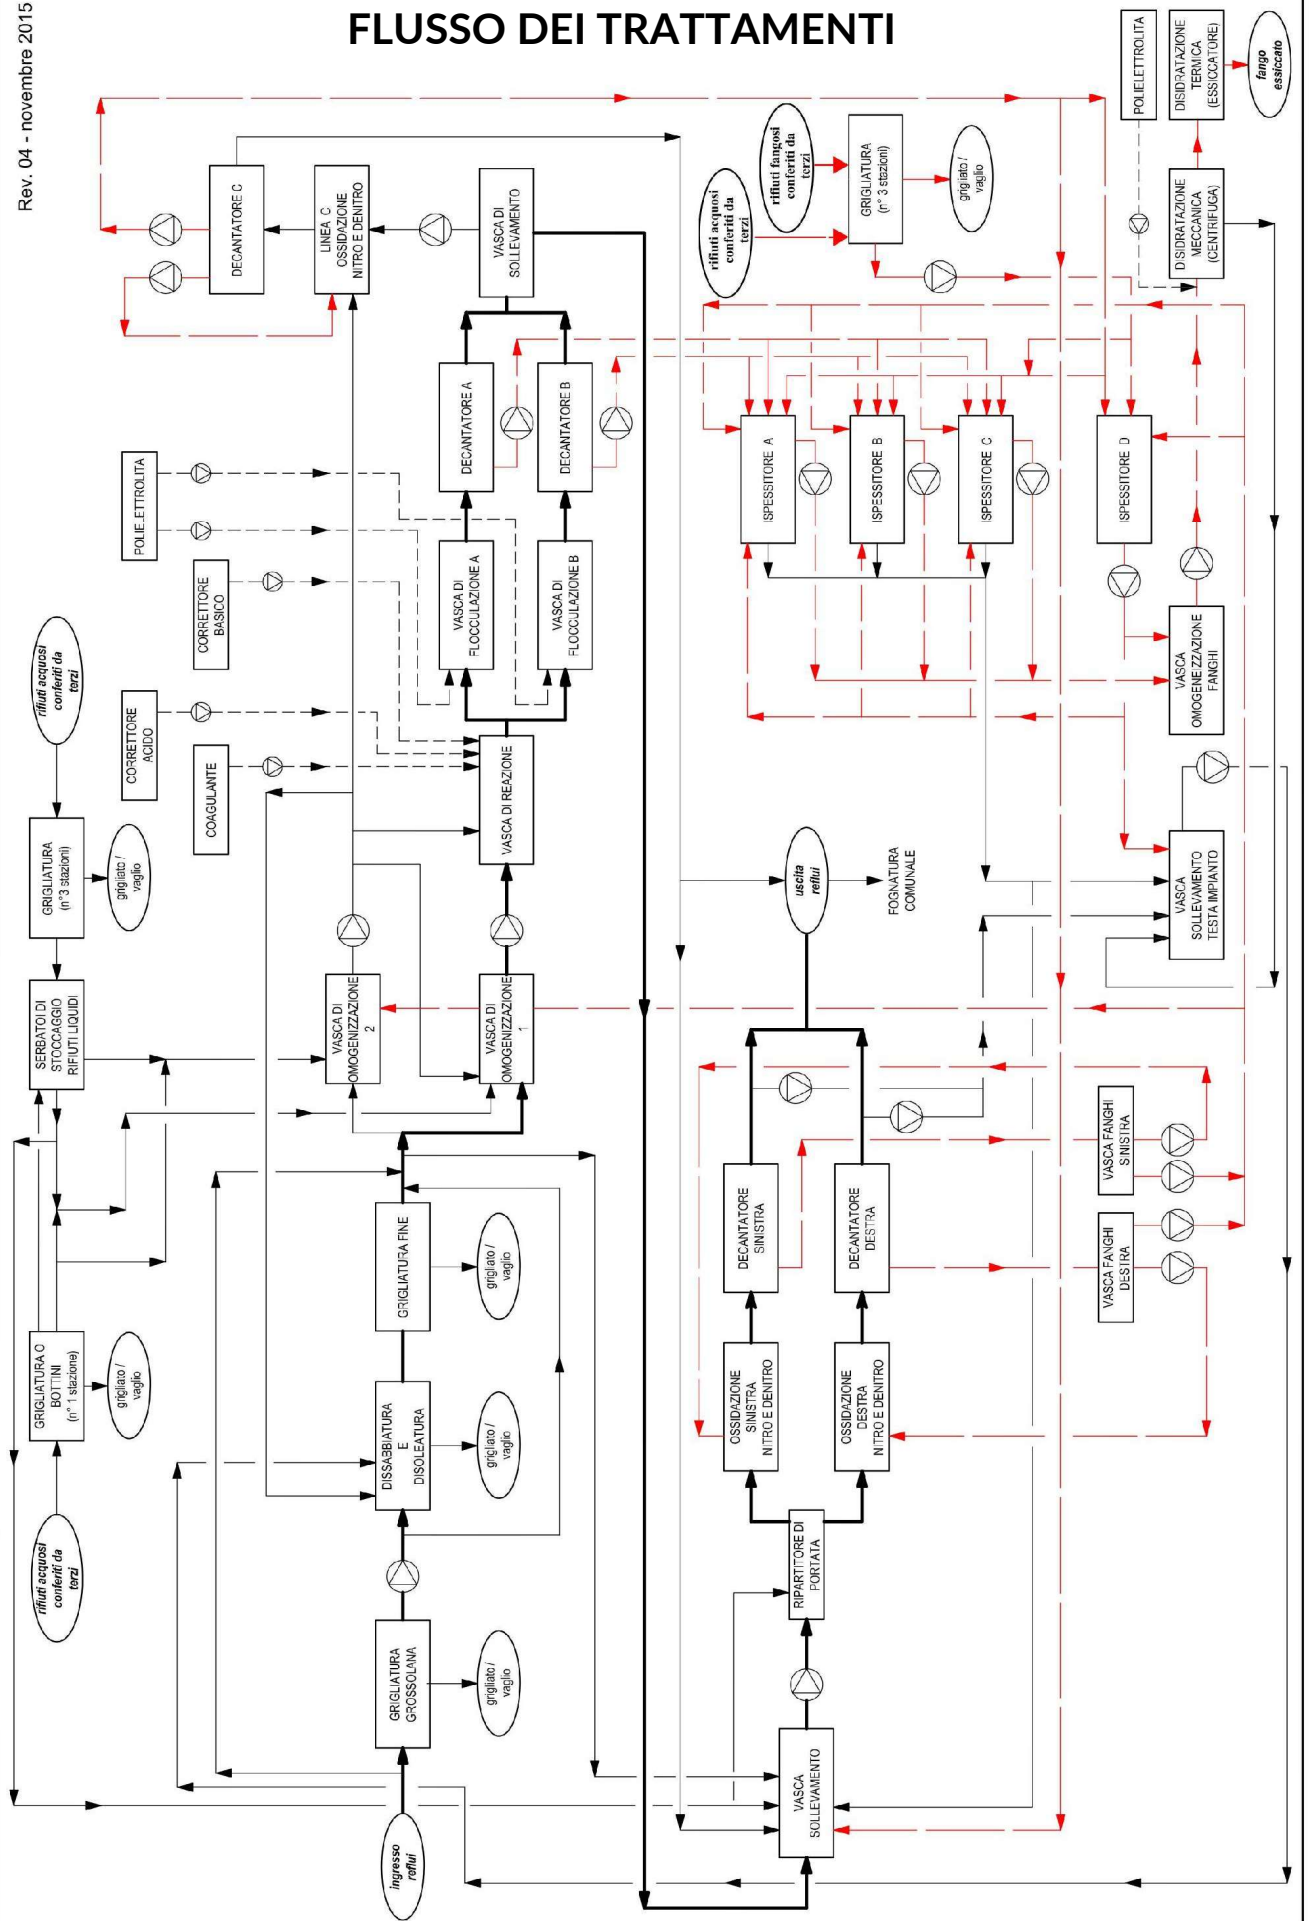 FLUSSO DEI TRATTAMENTI
Rev. 04 - novembre 2015
POLIELETTROLITA
DISIDRATAZIONE
TERMICA
(ESSICCATORE)
fango
essiccato
DECANTATORE C
LINEA C
OSSIDAZIONE
NITRO E DENITRO
VASCA DI
SOLLEVAMENTO
rifiuti acquosi
conferiti da
terzi
rifiuti fangosi
conferiti da
terzi
GRIGLIATURA
(n° 3 stazioni)
grigliato /
vaglio
DISIDRATAZIONE
MECCANICA
(CENTRIFUGA)
DECANTATORE A
DECANTATORE B
ISPESSITORE A
ISPESSITORE B
ISPESSITORE C
ISPESSITORE D
POLIELETTROLITA
CORRETTORE
BASICO
VASCA DI
FLOCCULAZIONE A
VASCA DI
FLOCCULAZIONE B
rifiuti acquosi
conferiti da
terzi
CORRETTORE
ACIDO
COAGULANTE
VASCA DI REAZIONE
VASCA
OMOGENEIZZAZIONE
FANGHI
GRIGLIATURA
(n°3 stazioni)
grigliato /
vaglio
uscita
reflui
FOGNATURA
COMUNALE
VASCA
SOLLEVAMENTO
TESTA IMPIANTO
SERBATOI DI
STOCCAGGIO
RIFIUTI LIQUIDI
VASCA DI
OMOGENIZZAZIONE
2
VASCA DI
OMOGENIZZAZIONE
1
VASCA FANGHI
SINISTRA
VASCA FANGHI
DESTRA
GRIGLIATURA O
BOTTINI
(n° 1 stazione)
grigliato /
vaglio
GRIGLIATURA FINE
grigliato /
vaglio
DECANTATORE
SINISTRA
DECANTATORE
DESTRA
DISSABBIATURA
E
DISOLEATURA
grigliato /
vaglio
OSSIDAZIONE
SINISTRA
NITRO E DENITRO
OSSIDAZIONE
DESTRA
NITRO E DENITRO
rifiuti acquosi
conferiti da
terzi
RIPARTITORE DI
PORTATA
GRIGLIATURA
GROSSOLANA
grigliato /
vaglio
VASCA
SOLLEVAMENTO
ingresso
reflui